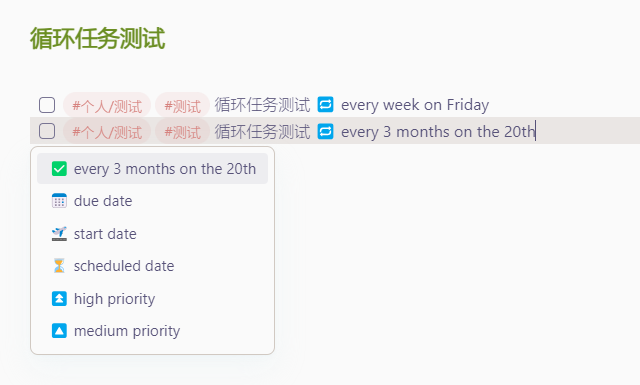 循环任务测试
#个人/测试 #测试 循环任务测试 🔁 every week on Friday
#个人/测试 #测试 循环任务测试 🔁 every 3 months on the 20th
✅ every 3 months on the 20th
📅 due date
🛫 start date
⏳ scheduled date
⏫ high priority
🔼 medium priority